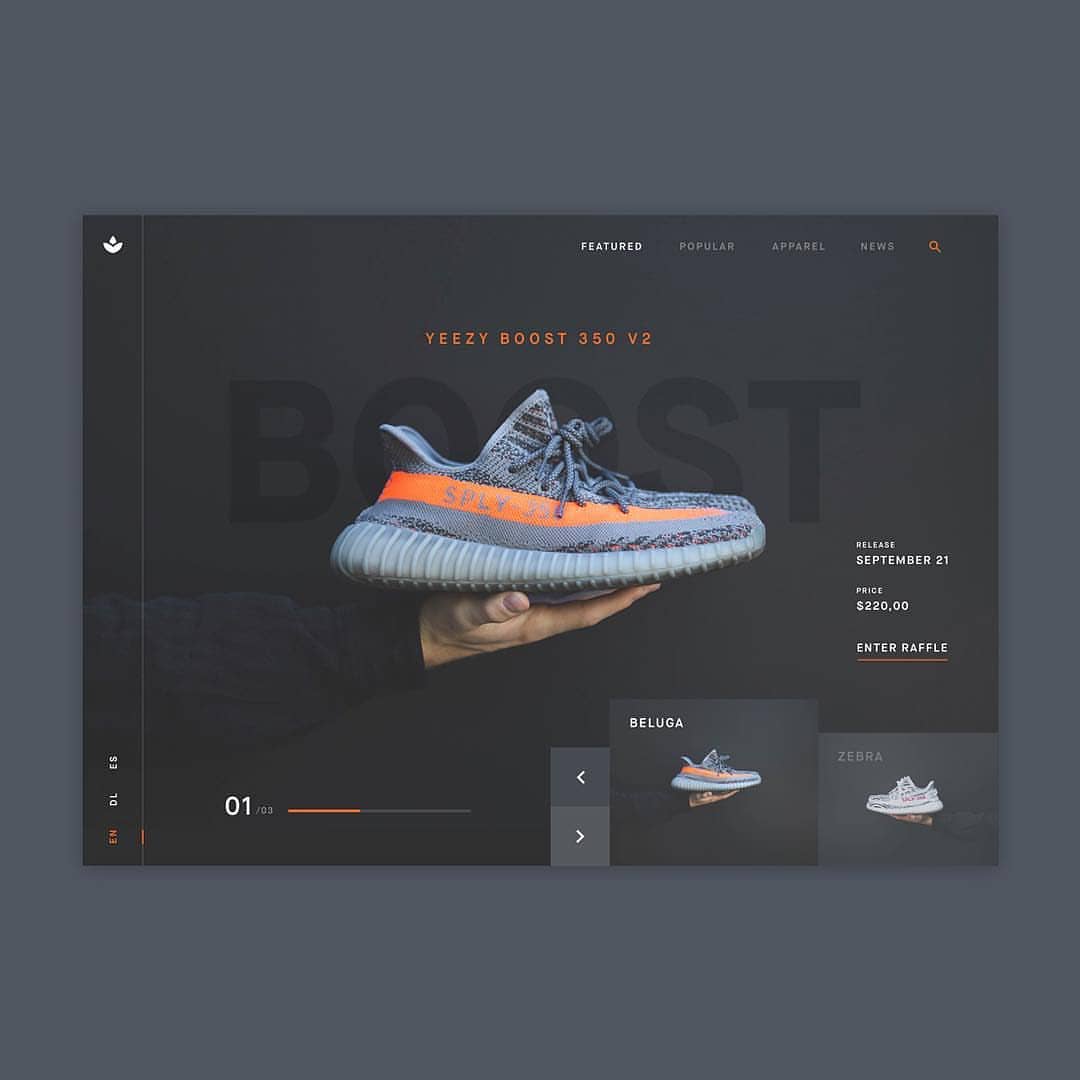 FEATURED POPULAR APPAREL NEWS
YEEZY BOOST 350 V2
BOOST
SPLY-35
RELEASE
SEPTEMBER 21
PRICE
$220,00
ENTER RAFFLE
BELUGA
ZEBRA
01/03
ES
DL
EN